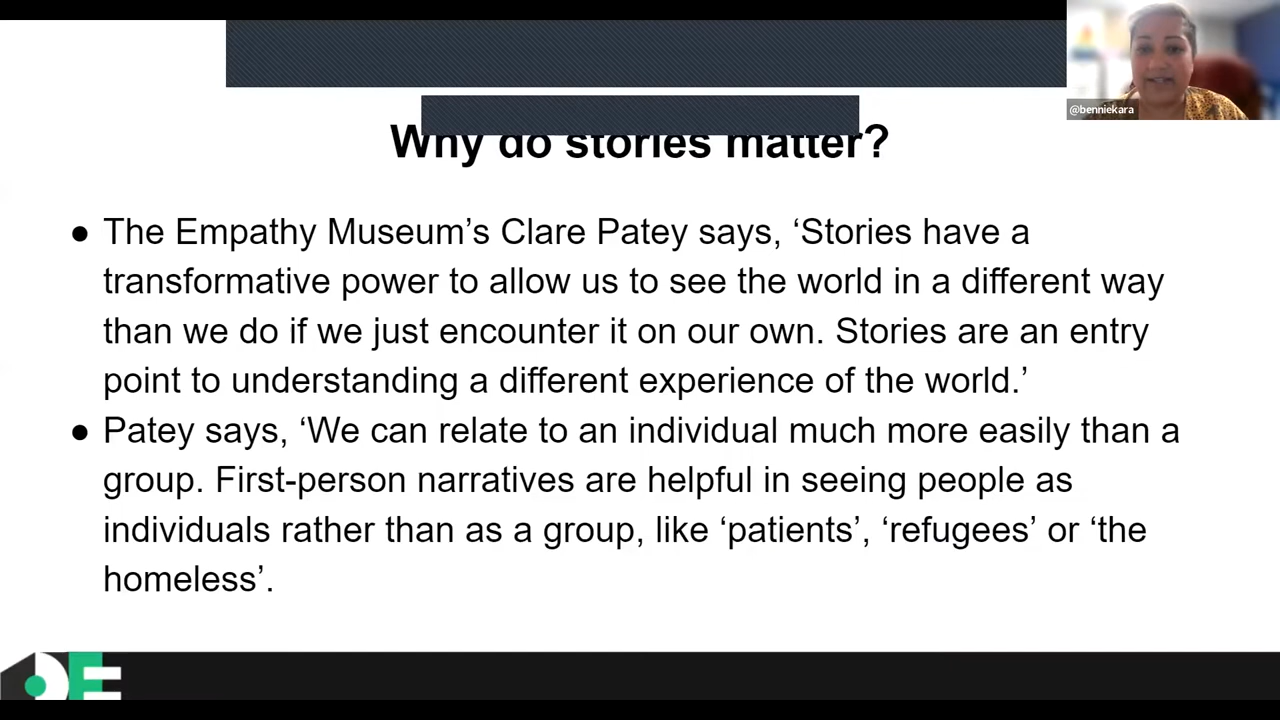 @benniekara
Why do stories matter?
● The Empathy Museum’s Clare Patey says, ‘Stories have a
transformative power to allow us to see the world in a different way
than we do if we just encounter it on our own. Stories are an entry
point to understanding a different experience of the world.’
● Patey says, ‘We can relate to an individual much more easily than a
group. First-person narratives are helpful in seeing people as
individuals rather than as a group, like ‘patients’, ‘refugees’ or ‘the
homeless’.
DE